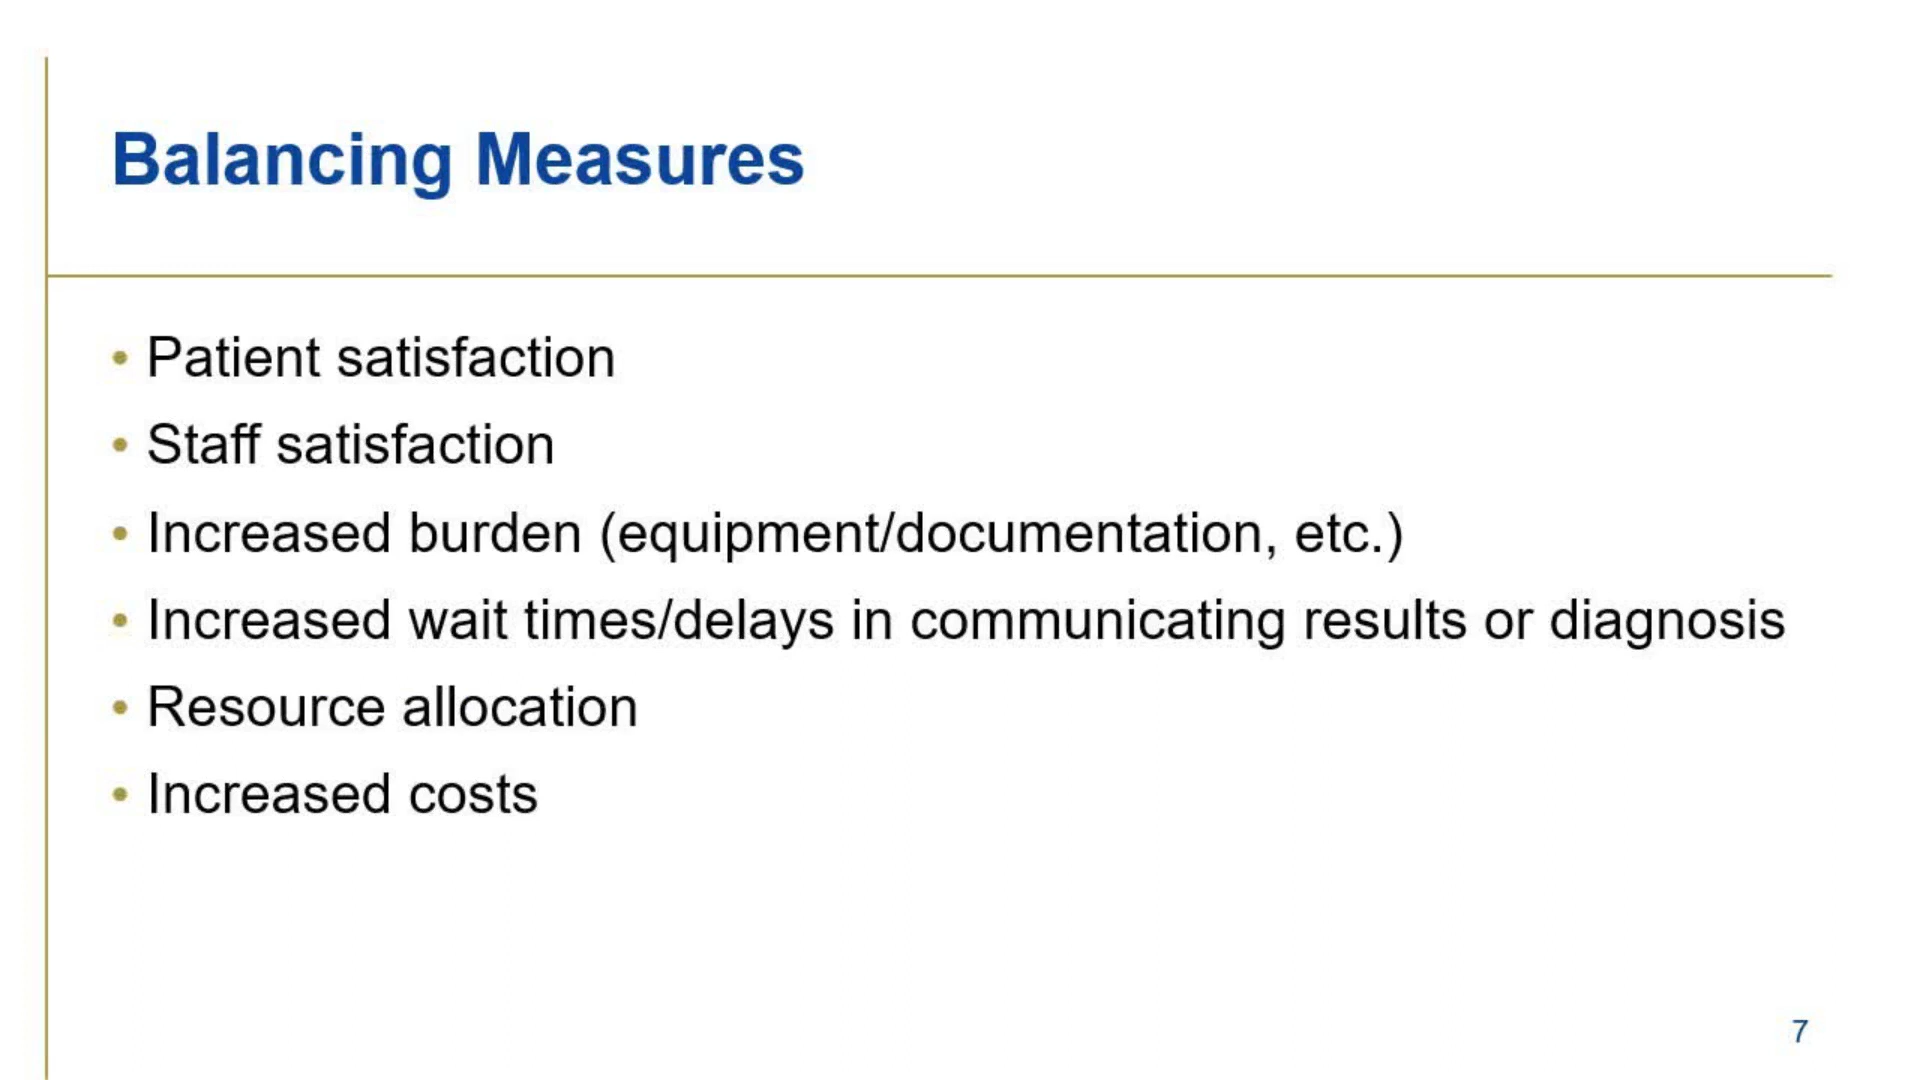 Balancing Measures
• Patient satisfaction
• Staff satisfaction
• Increased burden (equipment/documentation, etc.)
• Increased wait times/delays in communicating results or diagnosis
• Resource allocation
• Increased costs
7